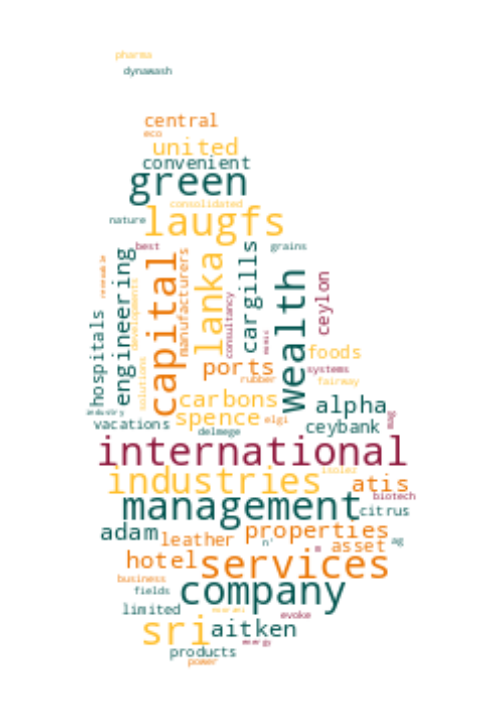 pharma
dynawash
central
eco
united
convenient
green
consolidated
nature
laugfs
best
grains
renewable
engineering
developments
capital
manufacturers
lanka
consultancy
cargills
wealth
ceylon
hospitals
solutions
ports
rubber
foods
systems
fairway
industry
carbons
alpha
vacations
spence
elgi
delmege
ceybank
international
industries
atis
biotech
management
citrus
adam
leather
properties
n'
asset
ag
hotel
services
business
fields
company
limited
evoke
sri
aitken
energy
products
power